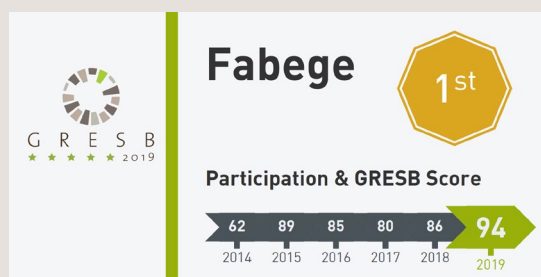 GRESB
★ ★ ★ ★ ★ 2019
Fabege
1st
Participation & GRESB Score
62 89 85 80 86 94
2014 2015 2016 2017 2018 2019